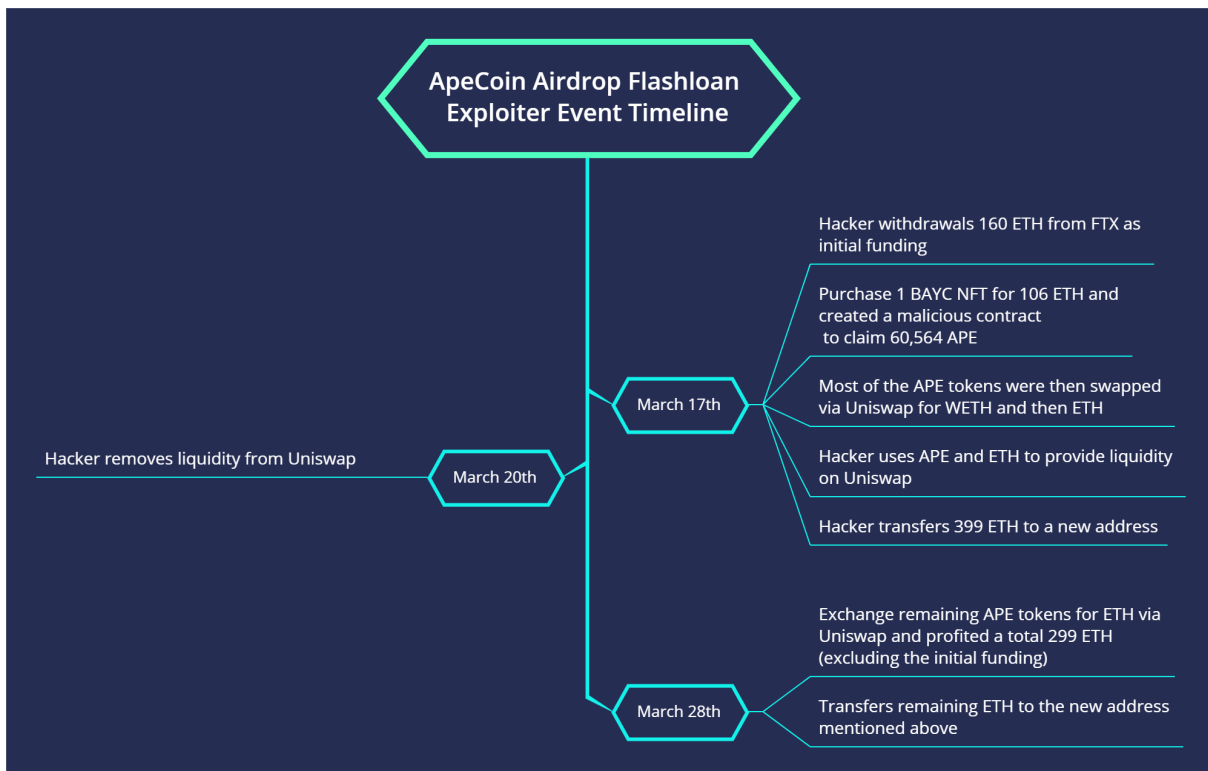 ApeCoin Airdrop Flashloan
Exploiter Event Timeline
Hacker withdrawals 160 ETH from FTX as
initial funding
Purchase 1 BAYC NFT for 106 ETH and
created a malicious contract
to claim 60,564 APE
March 17th
Most of the APE tokens were then swapped
via Uniswap for WETH and then ETH
Hacker uses APE and ETH to provide liquidity
on Uniswap
Hacker transfers 399 ETH to a new address
Hacker removes liquidity from Uniswap
March 20th
Exchange remaining APE tokens for ETH via
Uniswap and profited a total 299 ETH
(excluding the initial funding)
March 28th
Transfers remaining ETH to the new address
mentioned above